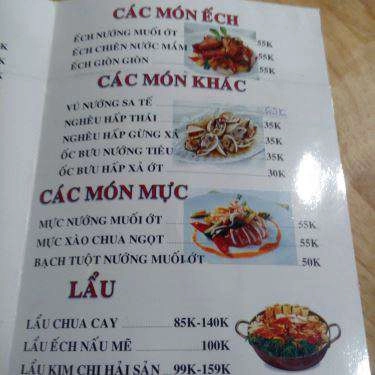 CÁC MÓN ẾCH
ẾCH NƯỚNG MUỐI ỚT 55K
ẾCH CHIÊN NƯỚC MẮM 55K
ẾCH GIÒN GIÒN 55K
CÁC MÓN KHÁC
VÚ NƯỚNG SA TẾ
NGHÊU HẤP THÁI 35K
NGHÊU HẤP GỪNG XẢ 35K
ỐC BƯU NƯỚNG TIÊU 35K
ỐC BƯU HẤP XẢ ỚT 30K
CÁC MÓN MỰC
MỰC NƯỚNG MUỐI ỚT 55K
MỰC XÀO CHUA NGỌT 55K
BẠCH TUỘT NƯỚNG MUỐI ỚT 50K
LẨU
LẨU CHUA CAY 85K-140K
LẨU ẾCH NẤU MẺ 100K
LẨU KIM CHI HẢI SẢN 99K-159K